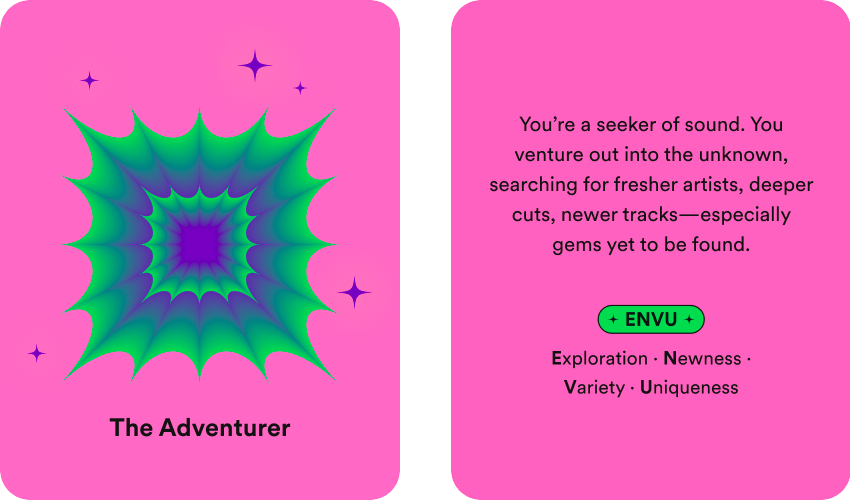 The Adventurer
You’re a seeker of sound. You
venture out into the unknown,
searching for fresher artists, deeper
cuts, newer tracks—especially
gems yet to be found.
ENVU
Exploration · Newness ·
Variety · Uniqueness